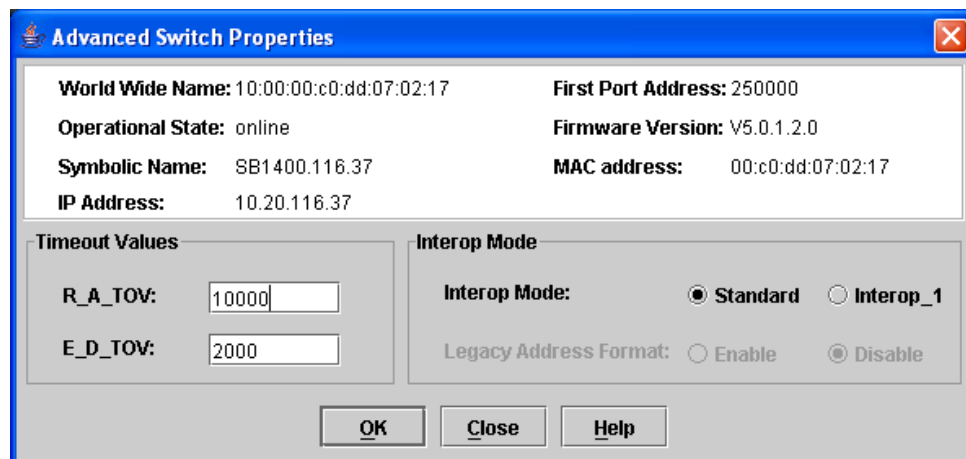 Advanced Switch Properties
World Wide Name: 10:00:00:c0:dd:07:02:17
First Port Address: 250000
Operational State: online
Firmware Version: V5.0.1.2.0
Symbolic Name: SB1400.116.37
MAC address: 00:c0:dd:07:02:17
IP Address: 10.20.116.37
Timeout Values
R_A_TOV: 10000
E_D_TOV: 2000
Interop Mode
Interop Mode: Standard Interop_1
Legacy Address Format: Enable Disable
OK Close Help